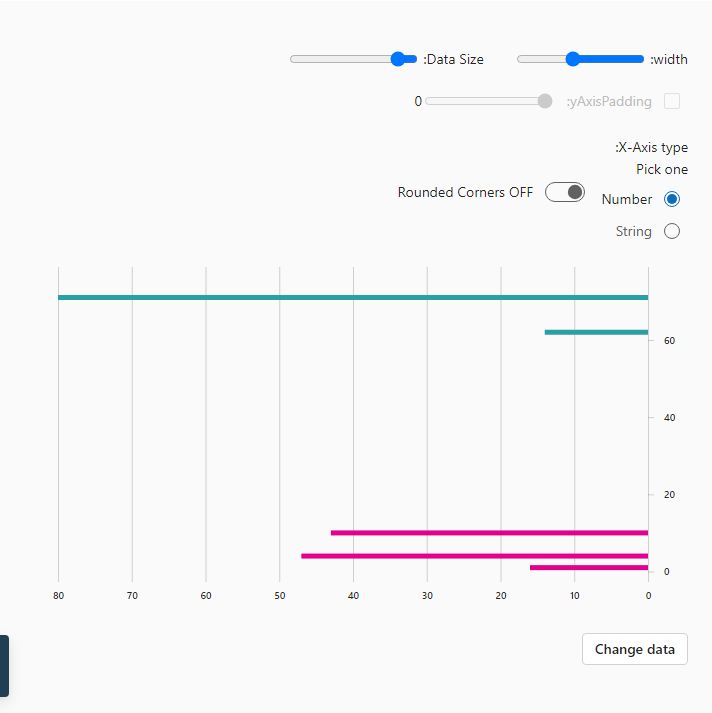 :width
:Data Size
:yAxisPadding
0
:X-Axis type
Pick one
Number
Rounded Corners OFF
String
60
40
20
0
80 70 60 50 40 30 20 10 0
Change data